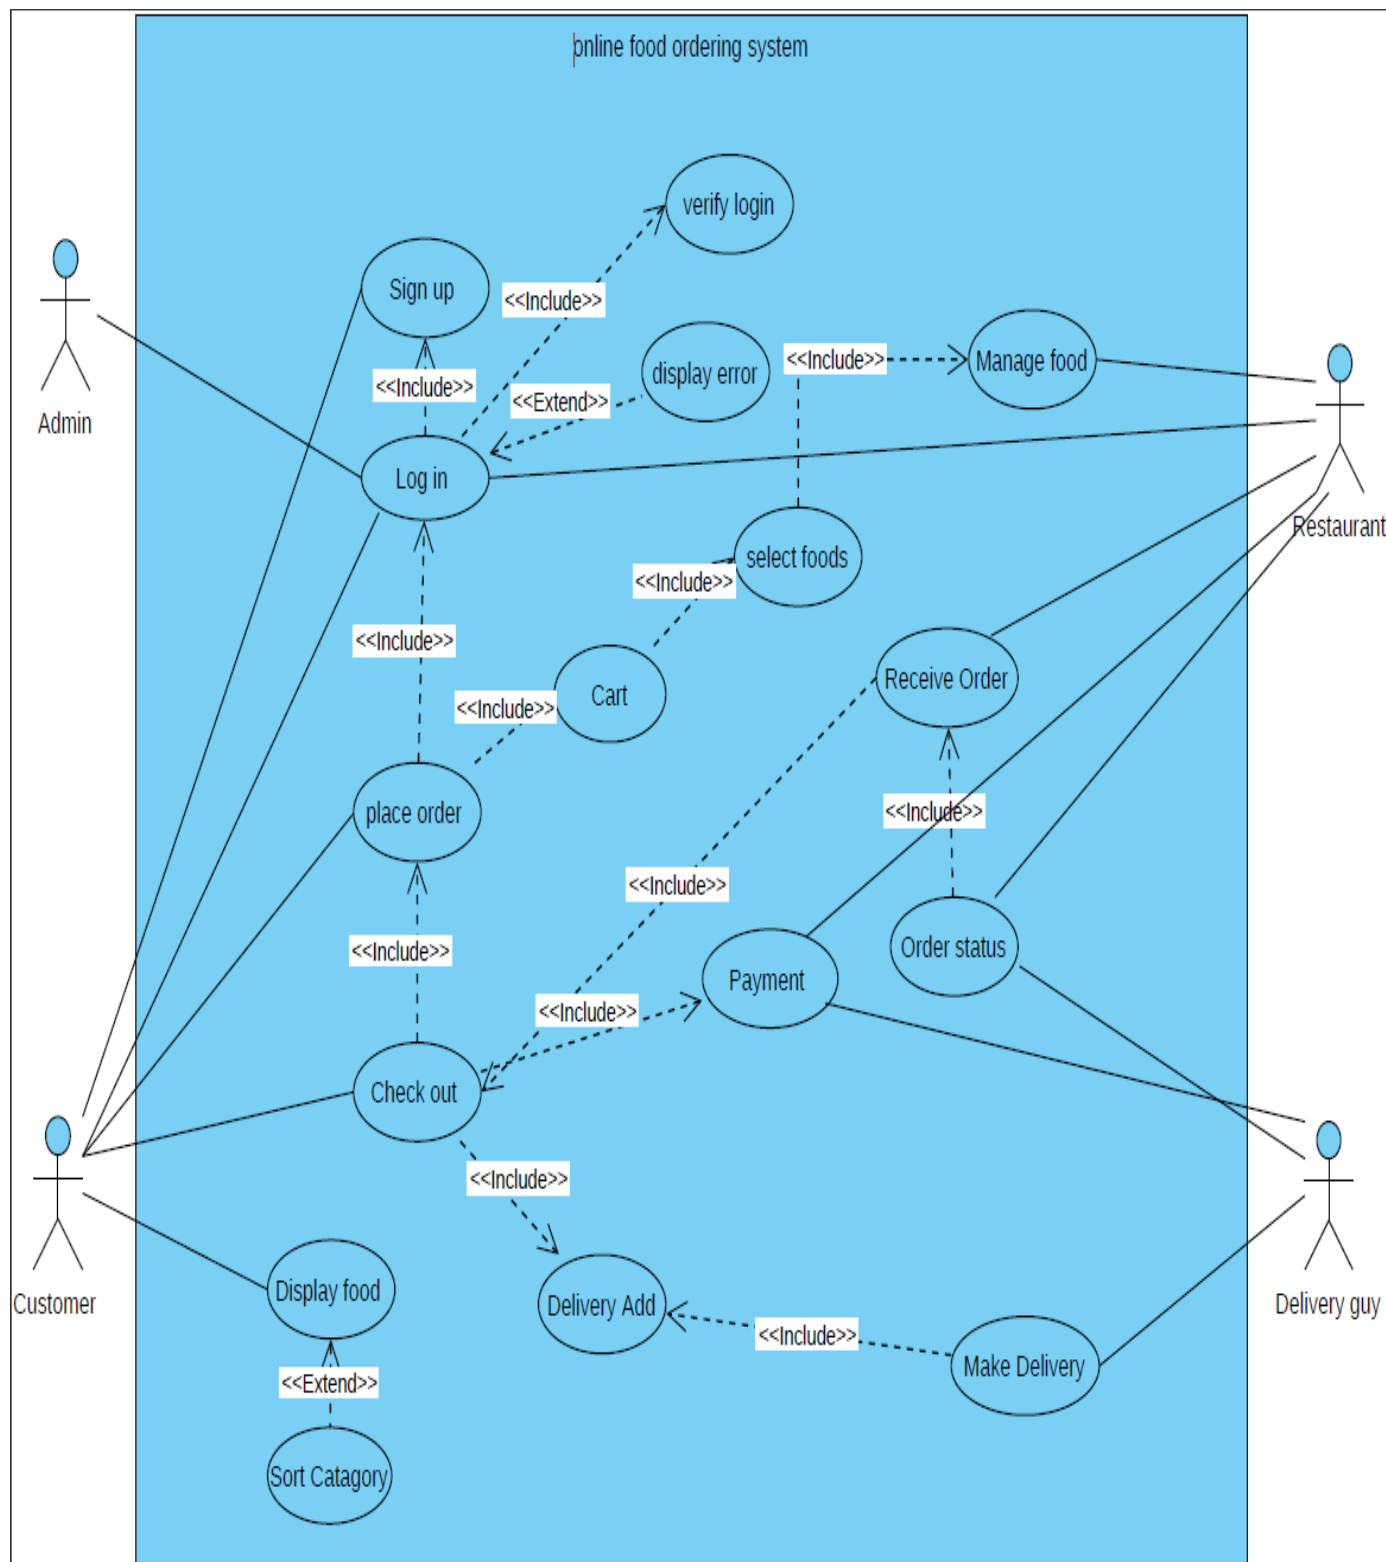 online food ordering system
verify login
Sign up
<<Include>>
display error
<<Include>>
Manage food
<<Include>>
<<Extend>>
Admin
Log in
Restaurant
select foods
<<Include>>
<<Include>>
Receive Order
Cart
<<Include>>
place order
<<Include>>
<<Include>>
Order status
<<Include>>
Payment
<<Include>>
Check out
<<Include>>
Display food
Customer
Delivery Add
Delivery guy
<<Include>>
Make Delivery
<<Extend>>
Sort Catagory